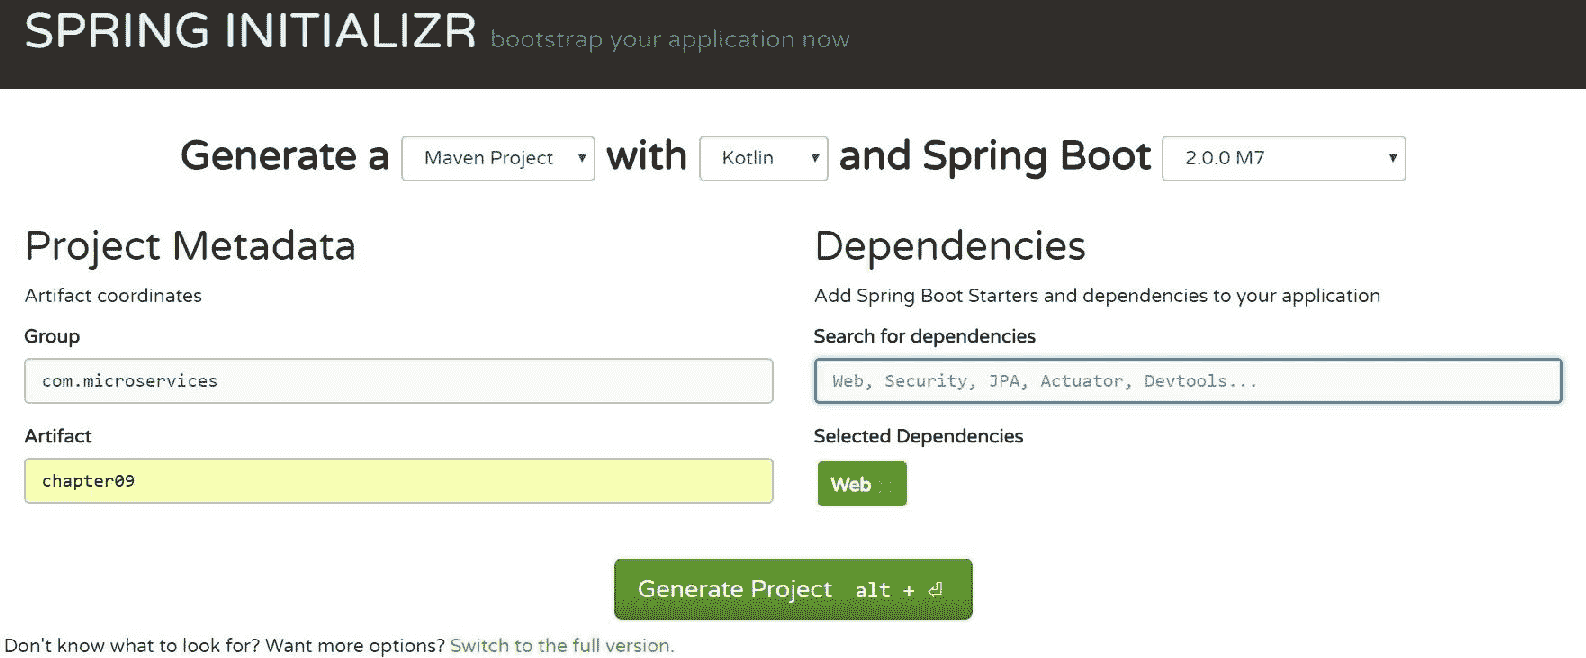 SPRING INITIALIZR bootstrap your application now
Generate a Maven Project with Kotlin and Spring Boot 2.0.0 M7
Project Metadata
Artifact coordinates
Group
com.microservices
Artifact
chapter09
Dependencies
Add Spring Boot Starters and dependencies to your application
Search for dependencies
Web, Security, JPA, Actuator, Devtools...
Selected Dependencies
Web
Generate Project alt + ⏎
Don't know what to look for? Want more options? Switch to the full version.